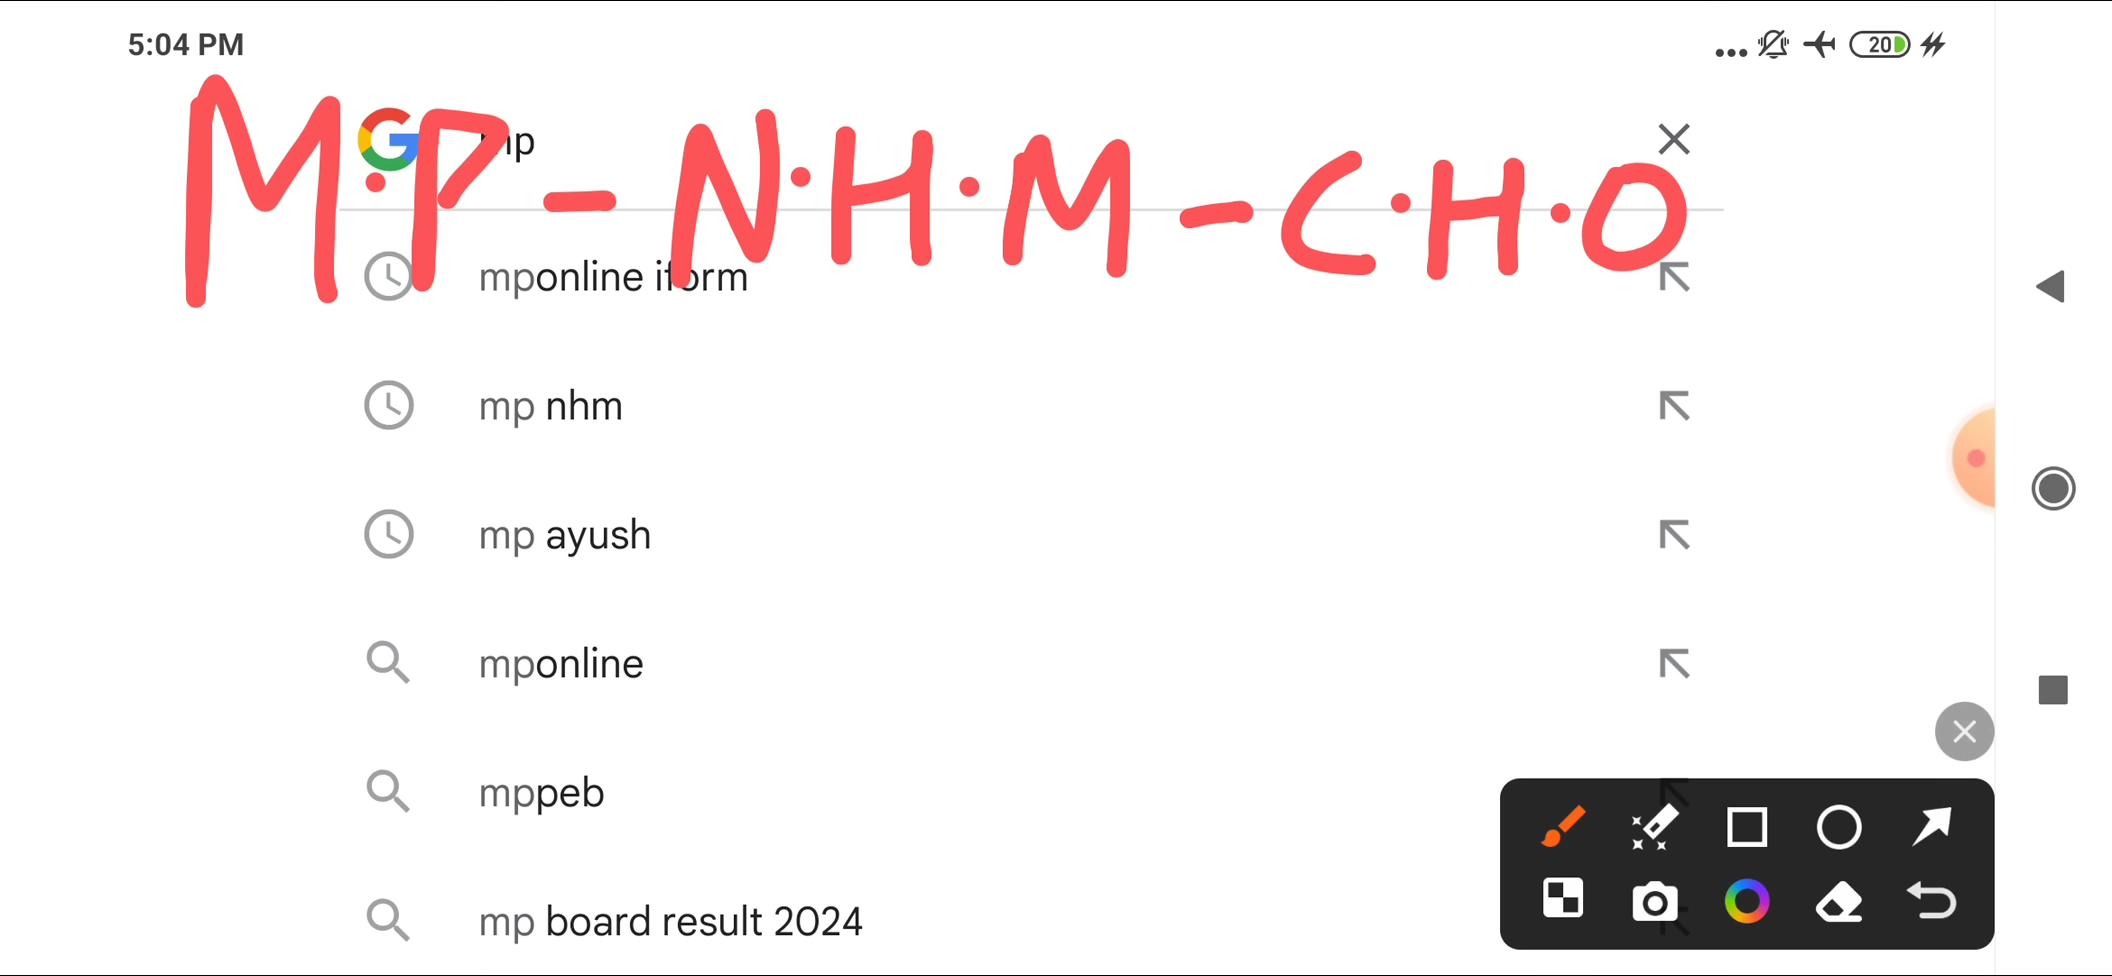 5:04 PM
20
M.P-N.H.M-C.H.O
mp
mponline iform
mp nhm
mp ayush
mponline
mppeb
mp board result 2024